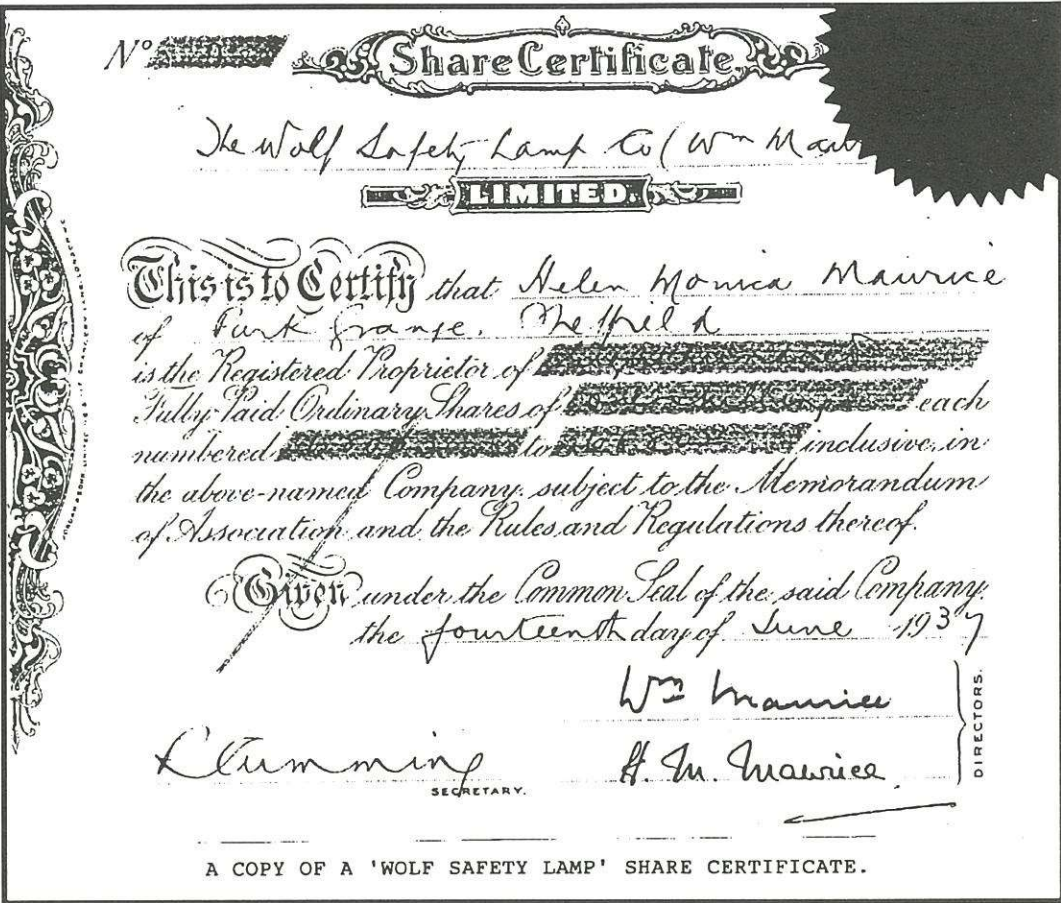 Nº
Share Certificate
The Wolf Safety Lamp Co (Wm Mau
LIMITED.
This is to Certify that Helen Monica Maurice
of Park Grange. Sheffield
is the Registered Proprietor of
Fully Paid Ordinary Shares of each
numbered to inclusive, in
the above-named Company, subject to the Memorandum
of Association and the Rules and Regulations thereof.
Given under the Common Seal of the said Company,
the fourteenth day of June 1937
Wm Maurice
H. M. Maurice
DIRECTORS.
Cumming
SECRETARY.
A COPY OF A 'WOLF SAFETY LAMP' SHARE CERTIFICATE.